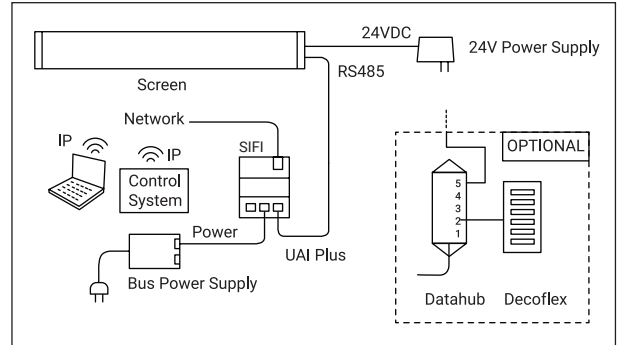 24VDC
24V Power Supply
RS485
Screen
Network
IP
IP
SIFI
Control
System
Power
UAI Plus
Bus Power Supply
OPTIONAL
5
4
3
2
1
Datahub
Decoflex